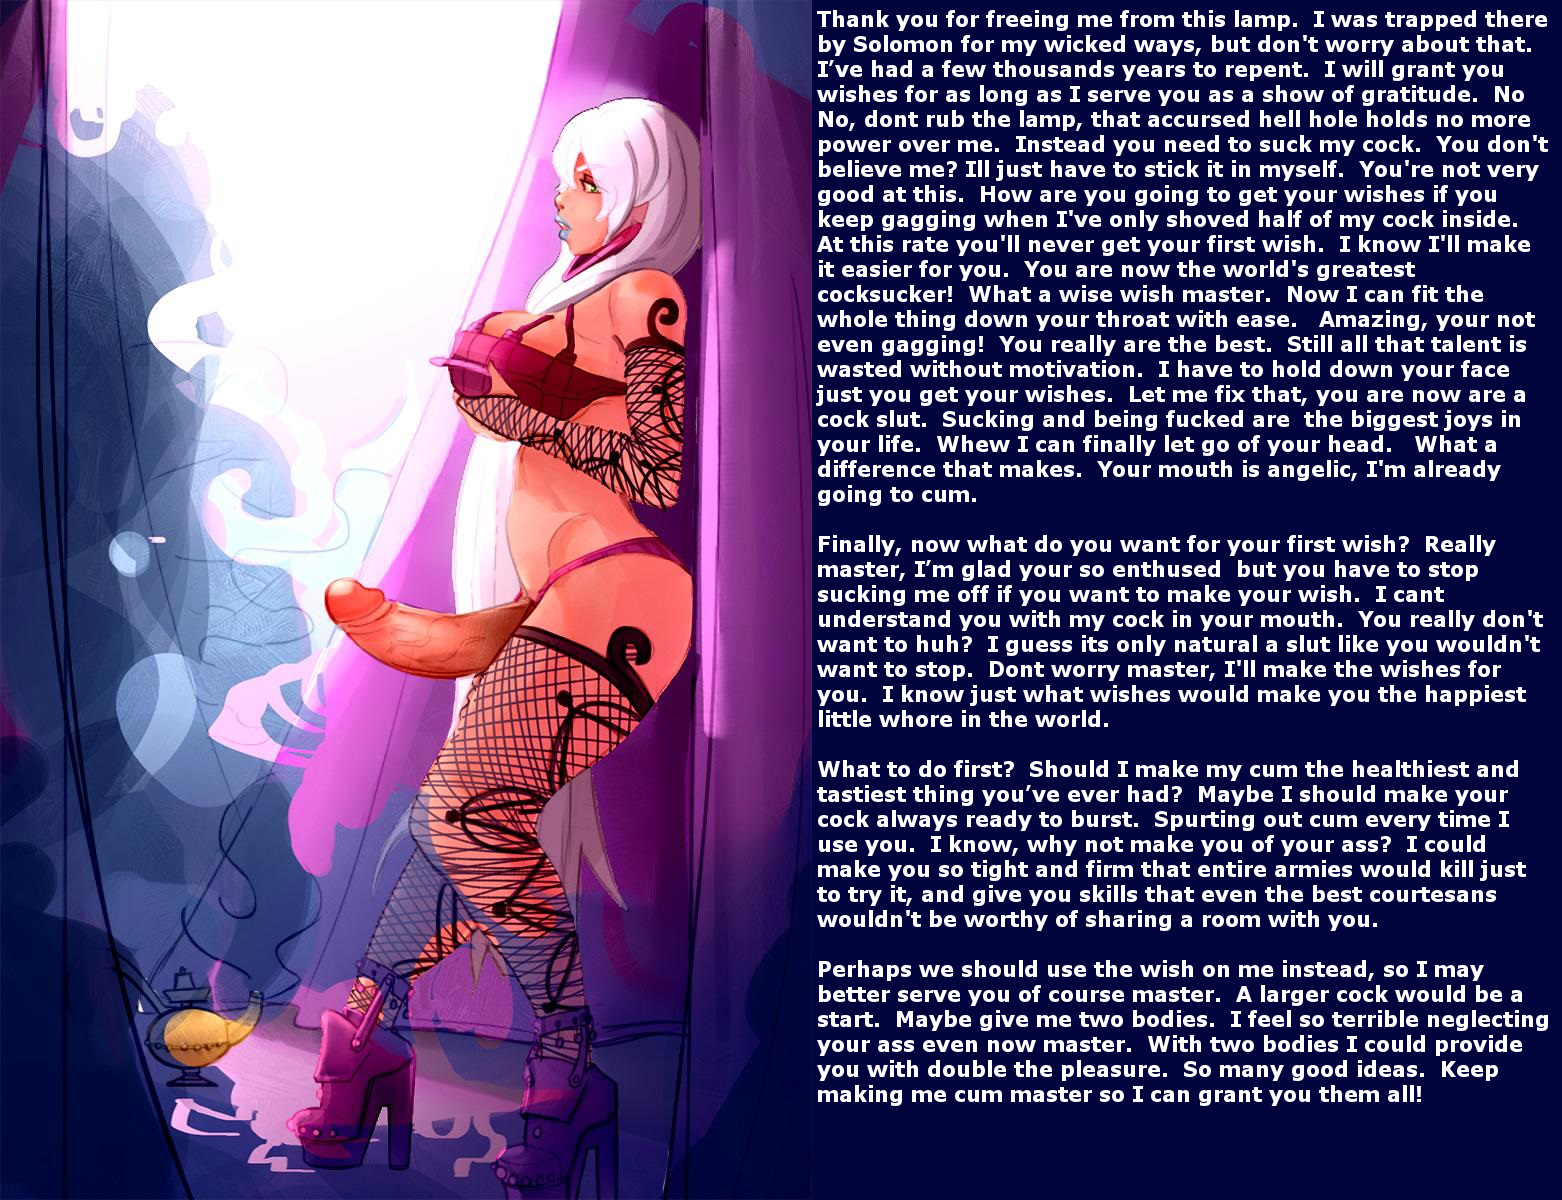 Thank you for freeing me from this lamp.  I was trapped there
by Solomon for my wicked ways, but don't worry about that.
I’ve had a few thousands years to repent.  I will grant you
wishes for as long as I serve you as a show of gratitude.  No
No, dont rub the lamp, that accursed hell hole holds no more
power over me.  Instead you need to suck my cock.  You don't
believe me? Ill just have to stick it in myself.  You're not very
good at this.  How are you going to get your wishes if you
keep gagging when I've only shoved half of my cock inside.
At this rate you'll never get your first wish.  I know I'll make
it easier for you.  You are now the world's greatest
cocksucker!  What a wise wish master.  Now I can fit the
whole thing down your throat with ease.   Amazing, your not
even gagging!  You really are the best.  Still all that talent is
wasted without motivation.  I have to hold down your face
just you get your wishes.  Let me fix that, you are now are a
cock slut.  Sucking and being fucked are  the biggest joys in
your life.  Whew I can finally let go of your head.   What a
difference that makes.  Your mouth is angelic, I'm already
going to cum.

Finally, now what do you want for your first wish?  Really
master, I’m glad your so enthused  but you have to stop
sucking me off if you want to make your wish.  I cant
understand you with my cock in your mouth.  You really don't
want to huh?  I guess its only natural a slut like you wouldn't
want to stop.  Dont worry master, I'll make the wishes for
you.  I know just what wishes would make you the happiest
little whore in the world.

What to do first?  Should I make my cum the healthiest and
tastiest thing you’ve ever had?  Maybe I should make your
cock always ready to burst.  Spurting out cum every time I
use you.  I know, why not make you of your ass?  I could
make you so tight and firm that entire armies would kill just
to try it, and give you skills that even the best courtesans
wouldn't be worthy of sharing a room with you.

Perhaps we should use the wish on me instead, so I may
better serve you of course master.  A larger cock would be a
start.  Maybe give me two bodies.  I feel so terrible neglecting
your ass even now master.  With two bodies I could provide
you with double the pleasure.  So many good ideas.  Keep
making me cum master so I can grant you them all!